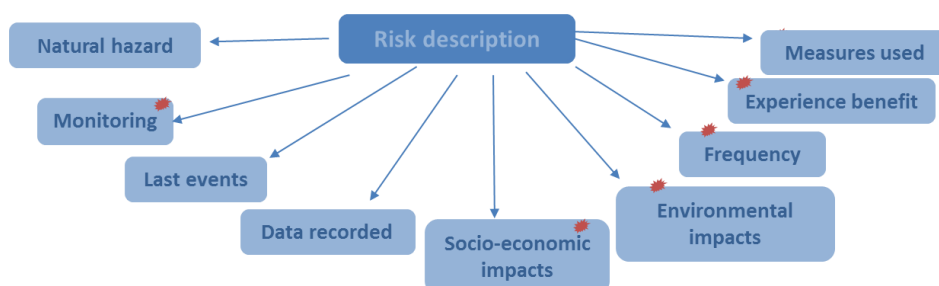 Risk description
Natural hazard
Measures used
Experience benefit
Monitoring
Frequency
Last events
Environmental
impacts
Data recorded
Socio-economic
impacts